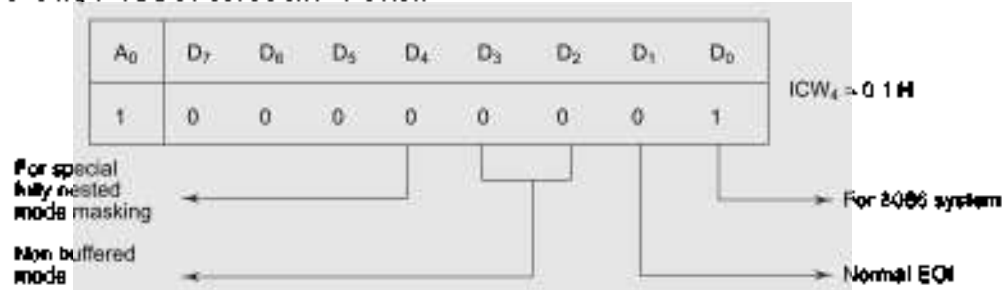 A₀ D₇ D₆ D₅ D₄ D₃ D₂ D₁ D₀
1 0 0 0 0 0 0 0 1
ICW₄ = 0 1 H
For special
fully nested
mode masking
For 8086 system
Non buffered
mode
Normal EOI